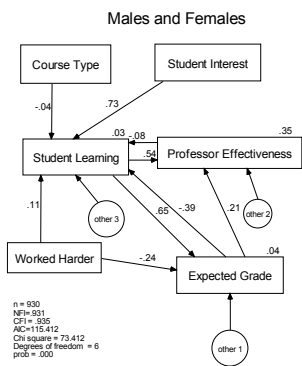 Males and Females
Course Type
Student Interest
-.04
.73
.03
-.08
.35
Student Learning
.54
Professor Effectiveness
.11
other 3
.65
-.39
.21
other 2
Worked Harder
-.24
.04
Expected Grade
n = 930
NFI=.931
CFI = .935
AIC=115.412
Chi square = 73.412
Degrees of freedom = 6
prob = .000
other 1